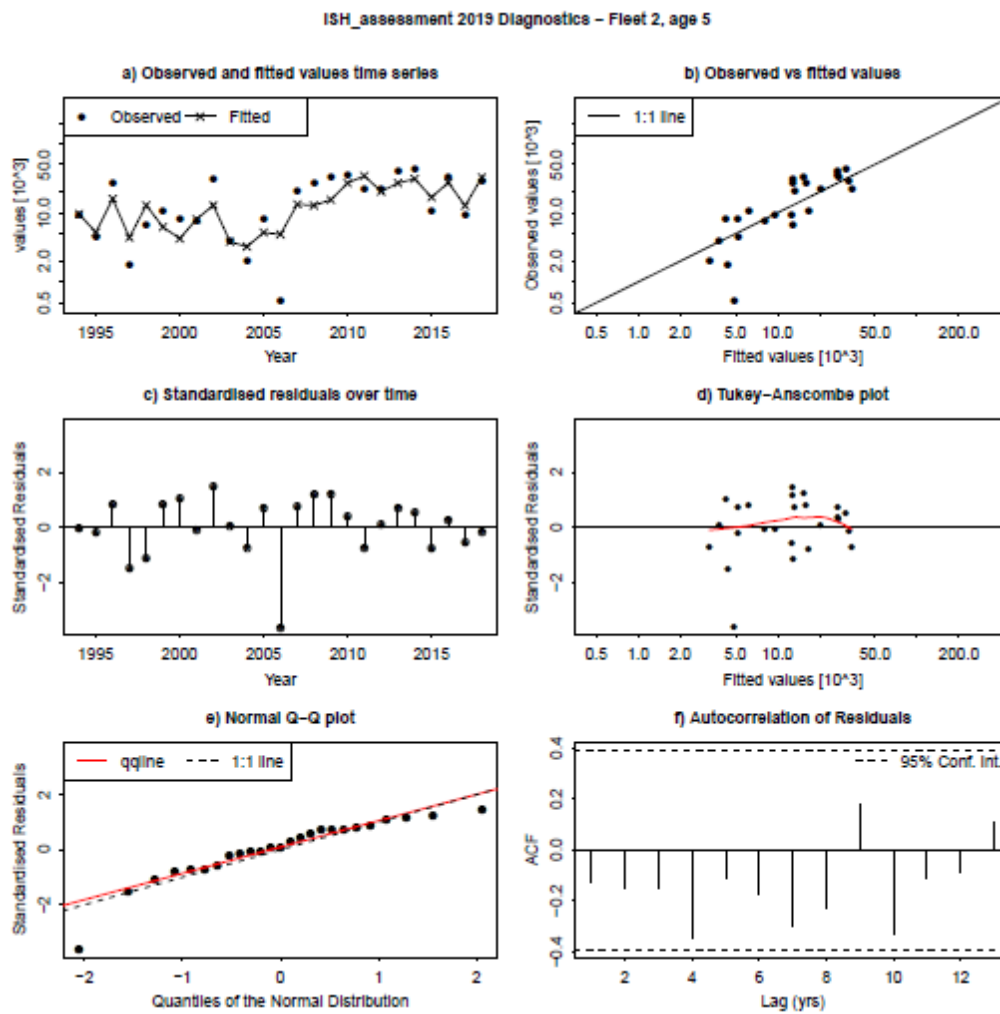 ISH_assessment 2019 Diagnostics – Fleet 2, age 5
a) Observed and fitted values time series
Observed Fitted
values [10^3]
0.5 2.0 10.0 50.0
1995 2000 2005 2010 2015
Year
b) Observed vs fitted values
1:1 line
Observed values [10^3]
0.5 2.0 10.0 50.0
0.5 1.0 2.0 5.0 10.0 50.0 200.0
Fitted values [10^3]
c) Standardised residuals over time
Standardised Residuals
−2 0 2
1995 2000 2005 2010 2015
Year
d) Tukey−Anscombe plot
Standardised Residuals
−2 0 2
0.5 1.0 2.0 5.0 10.0 50.0 200.0
Fitted values [10^3]
e) Normal Q−Q plot
qqline 1:1 line
Standardised Residuals
−2 0 2
−2 −1 0 1 2
Quantiles of the Normal Distribution
f) Autocorrelation of Residuals
95% Conf. Int.
ACF
−0.4 −0.2 0.0 0.2 0.4
2 4 6 8 10 12
Lag (yrs)